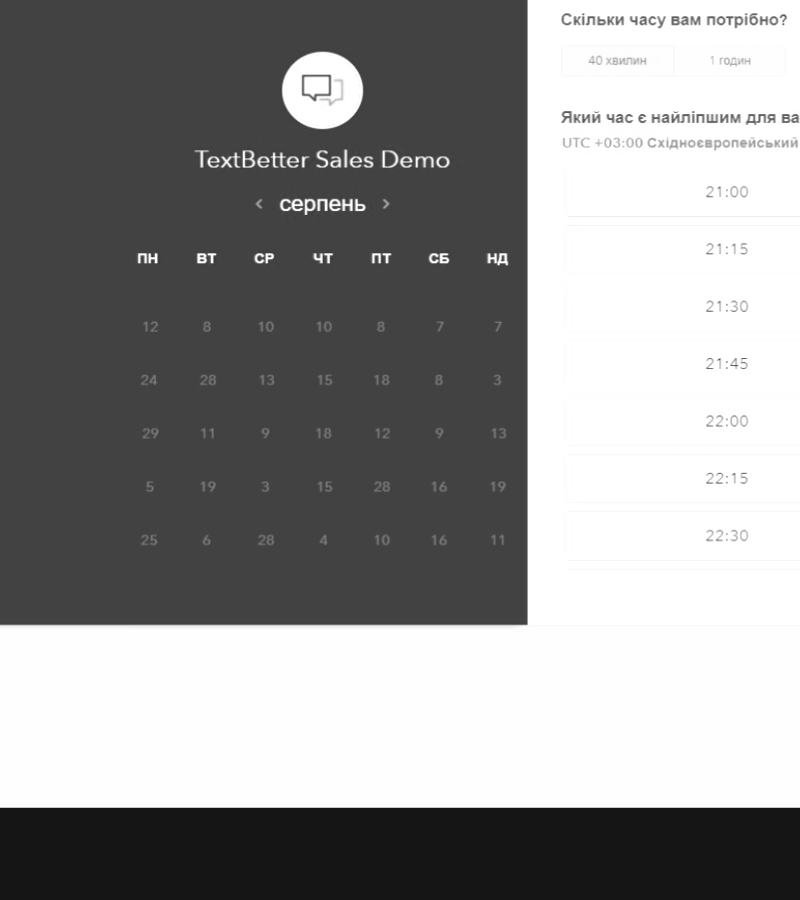 TextBetter Sales Demo
< серпень >
ПН ВТ СР ЧТ ПТ СБ НД
12 8 10 10 8 7 7
24 28 13 15 18 8 3
29 11 9 18 12 9 13
5 19 3 15 28 16 19
25 6 28 4 10 16 11
Скільки часу вам потрібно?
40 хвилин 1 годин
Який час є найліпшим для ва
UTC +03:00 Східноєвропейський
21:00
21:15
21:30
21:45
22:00
22:15
22:30